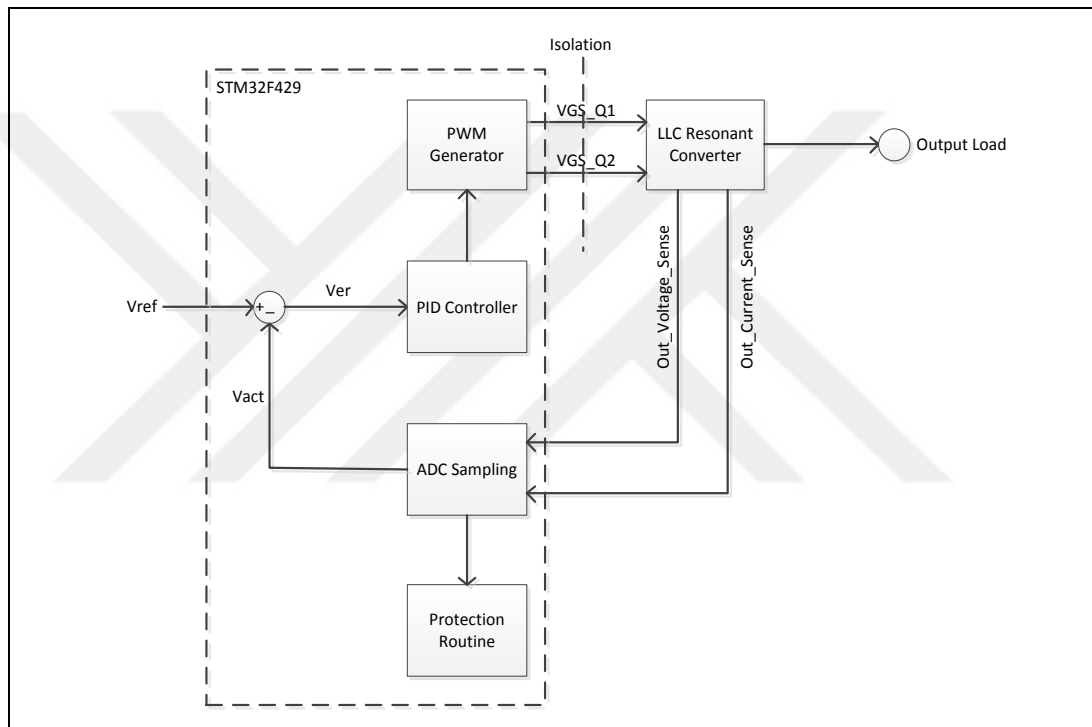 Isolation
STM32F429
PWM
Generator
VGS_Q1
VGS_Q2
LLC Resonant
Converter
Output Load
Out_Voltage_Sense
Out_Current_Sense
Vref
+
_
Ver
PID Controller
Vact
ADC Sampling
Protection
Routine